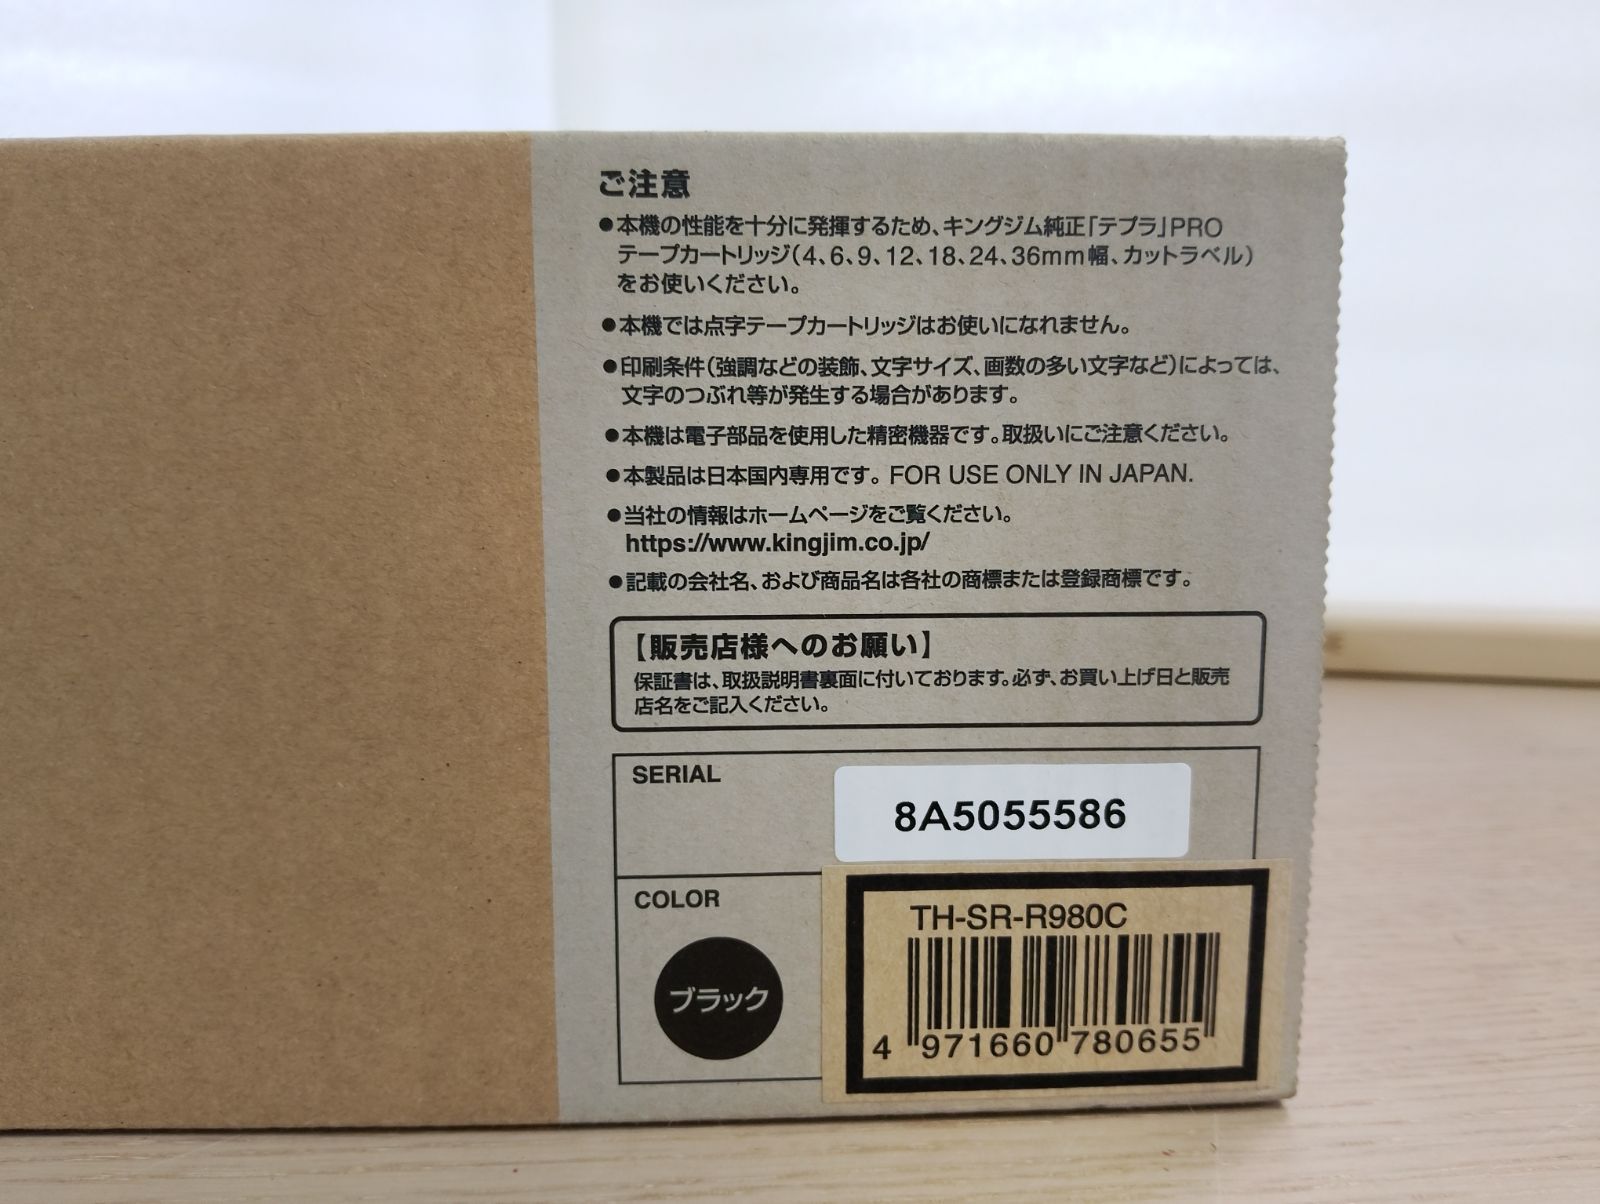 ご注意
●本機の性能を十分に発揮するため、キングジム純正「テプラ」PRO
テープカートリッジ(4、6、9、12、18、24、36mm幅、カットラベル)
をお使いください。
●本機では点字テープカートリッジはお使いになれません。
●印刷条件(強調などの装飾、文字サイズ、画数の多い文字など)によっては、
文字のつぶれ等が発生する場合があります。
●本機は電子部品を使用した精密機器です。取扱いにご注意ください。
●本製品は日本国内専用です。FOR USE ONLY IN JAPAN.
●当社の情報はホームページをご覧ください。
https://www.kingjim.co.jp/
●記載の会社名、および商品名は各社の商標または登録商標です。
【販売店様へのお願い】
保証書は、取扱説明書裏面に付いております。必ず、お買い上げ日と販売
店名をご記入ください。
SERIAL
8A5055586
COLOR
ブラック
TH-SR-R980C
4 971660 780655